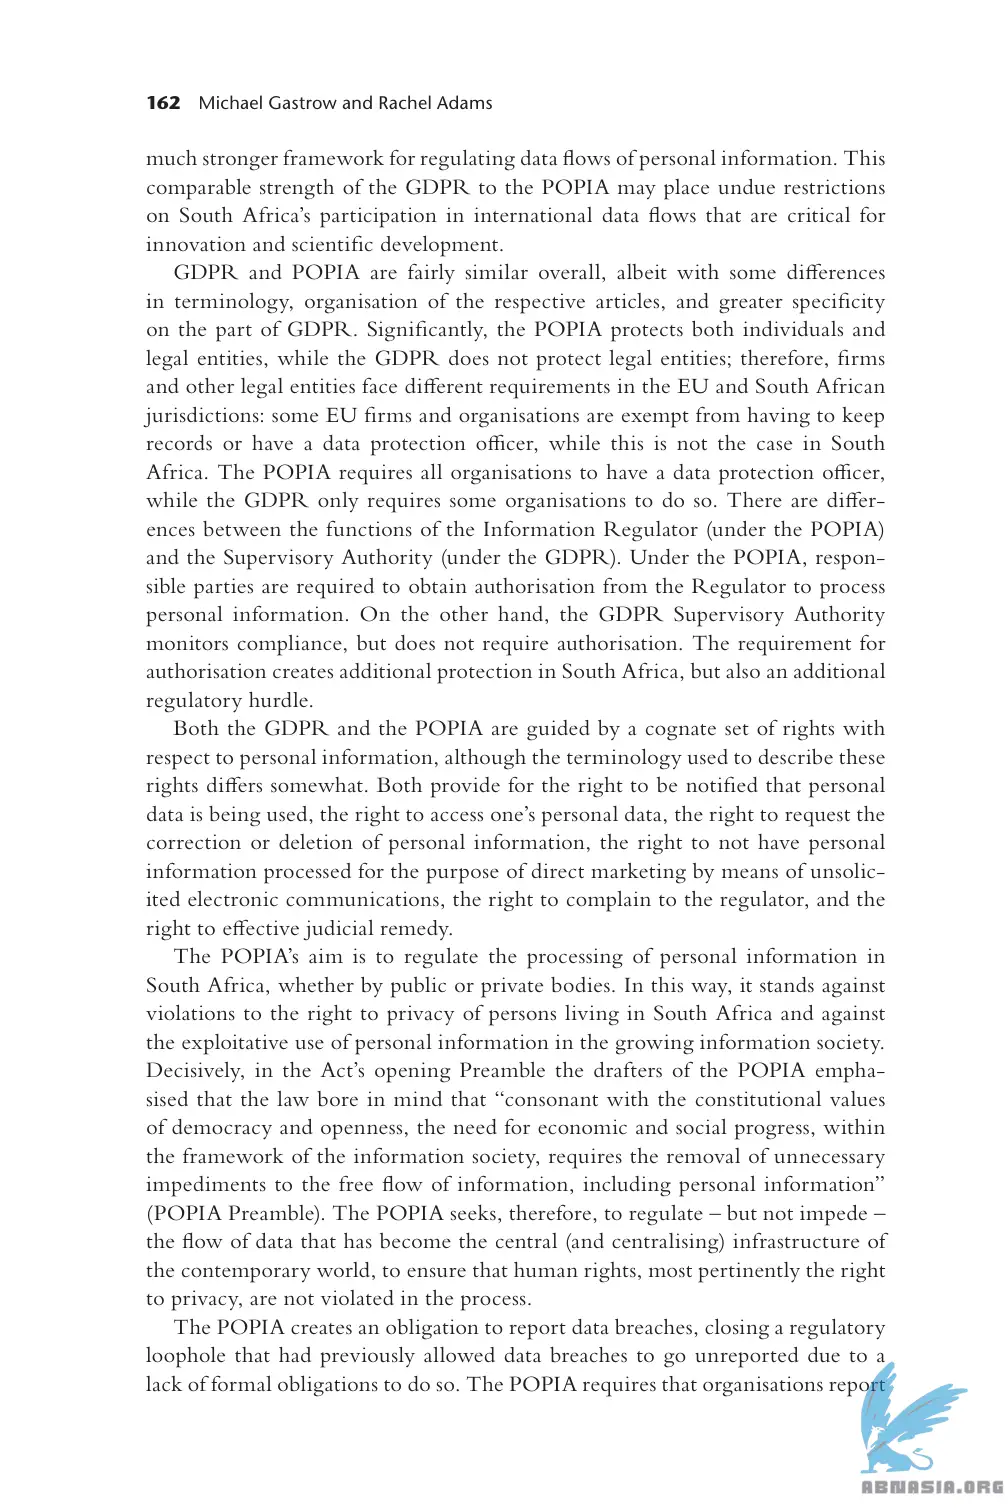 162 Michael Gastrow and Rachel Adams
much stronger framework for regulating data flows of personal information. This
comparable strength of the GDPR to the POPIA may place undue restrictions
on South Africa’s participation in international data flows that are critical for
innovation and scientific development.
GDPR and POPIA are fairly similar overall, albeit with some differences
in terminology, organisation of the respective articles, and greater specificity
on the part of GDPR. Significantly, the POPIA protects both individuals and
legal entities, while the GDPR does not protect legal entities; therefore, firms
and other legal entities face different requirements in the EU and South African
jurisdictions: some EU firms and organisations are exempt from having to keep
records or have a data protection officer, while this is not the case in South
Africa. The POPIA requires all organisations to have a data protection officer,
while the GDPR only requires some organisations to do so. There are differ-
ences between the functions of the Information Regulator (under the POPIA)
and the Supervisory Authority (under the GDPR). Under the POPIA, respon-
sible parties are required to obtain authorisation from the Regulator to process
personal information. On the other hand, the GDPR Supervisory Authority
monitors compliance, but does not require authorisation. The requirement for
authorisation creates additional protection in South Africa, but also an additional
regulatory hurdle.
Both the GDPR and the POPIA are guided by a cognate set of rights with
respect to personal information, although the terminology used to describe these
rights differs somewhat. Both provide for the right to be notified that personal
data is being used, the right to access one’s personal data, the right to request the
correction or deletion of personal information, the right to not have personal
information processed for the purpose of direct marketing by means of unsolic-
ited electronic communications, the right to complain to the regulator, and the
right to effective judicial remedy.
The POPIA’s aim is to regulate the processing of personal information in
South Africa, whether by public or private bodies. In this way, it stands against
violations to the right to privacy of persons living in South Africa and against
the exploitative use of personal information in the growing information society.
Decisively, in the Act’s opening Preamble the drafters of the POPIA empha-
sised that the law bore in mind that “consonant with the constitutional values
of democracy and openness, the need for economic and social progress, within
the framework of the information society, requires the removal of unnecessary
impediments to the free flow of information, including personal information”
(POPIA Preamble). The POPIA seeks, therefore, to regulate – but not impede –
the flow of data that has become the central (and centralising) infrastructure of
the contemporary world, to ensure that human rights, most pertinently the right
to privacy, are not violated in the process.
The POPIA creates an obligation to report data breaches, closing a regulatory
loophole that had previously allowed data breaches to go unreported due to a
lack of formal obligations to do so. The POPIA requires that organisations report
ABNASIA.ORG